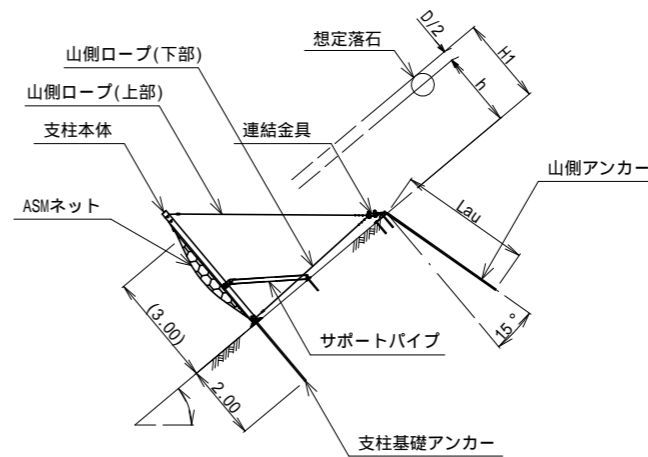 D/2
想定落石
H1
h
山側ロープ(下部)
山側ロープ(上部)
支柱本体
連結金具
山側アンカー
ASMネット
Lau
(3.00)
サポートパイプ
15°
2.00
支柱基礎アンカー